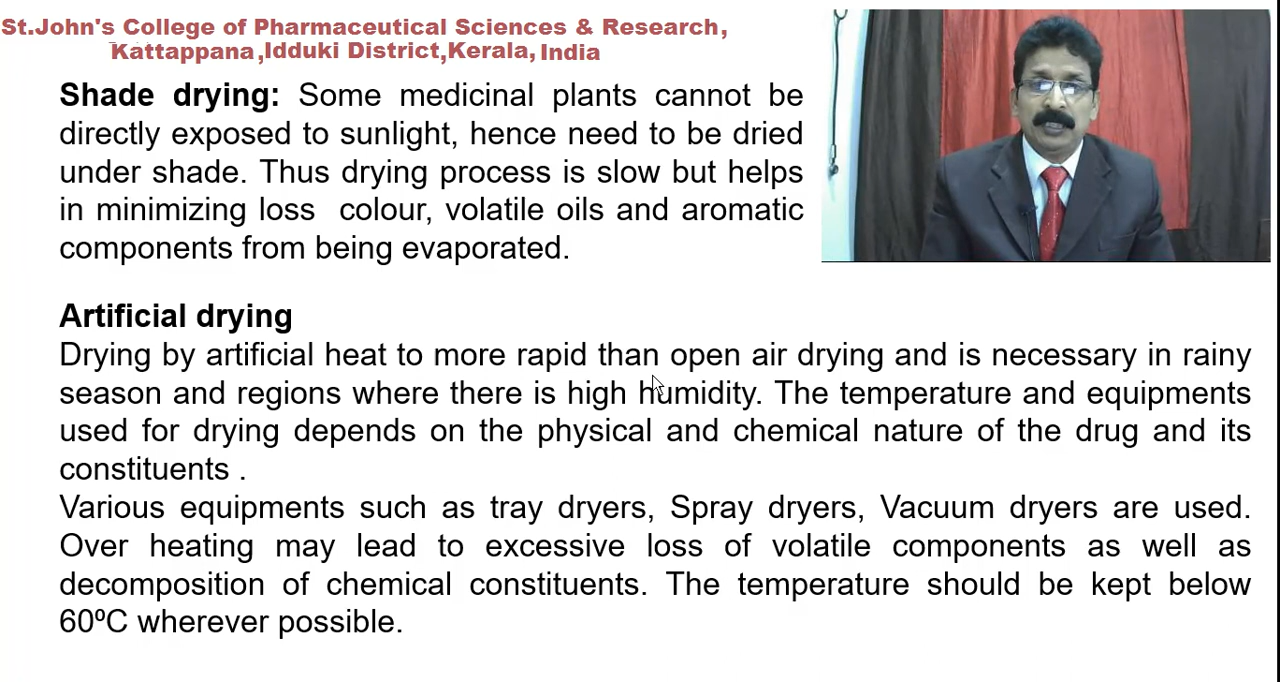 St.John's College of Pharmaceutical Sciences & Research,
Kattappana,Idduki District,Kerala, India
Shade drying: Some medicinal plants cannot be
directly exposed to sunlight, hence need to be dried
under shade. Thus drying process is slow but helps
in minimizing loss colour, volatile oils and aromatic
components from being evaporated.
Artificial drying
Drying by artificial heat to more rapid than open air drying and is necessary in rainy
season and regions where there is high humidity. The temperature and equipments
used for drying depends on the physical and chemical nature of the drug and its
constituents .
Various equipments such as tray dryers, Spray dryers, Vacuum dryers are used.
Over heating may lead to excessive loss of volatile components as well as
decomposition of chemical constituents. The temperature should be kept below
60⁰C wherever possible.